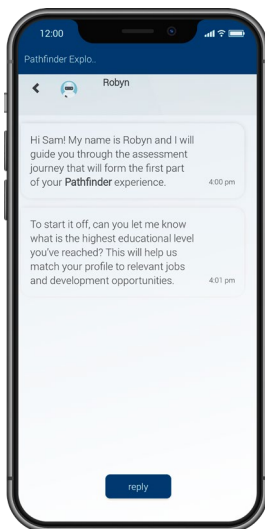 12:00
Pathfinder Explo..
Robyn
Hi Sam! My name is Robyn and I will
guide you through the assessment
journey that will form the first part
of your Pathfinder experience.
4:00 pm
To start it off, can you let me know
what is the highest educational level
you've reached? This will help us
match your profile to relevant jobs
and development opportunities.
4:01 pm
reply